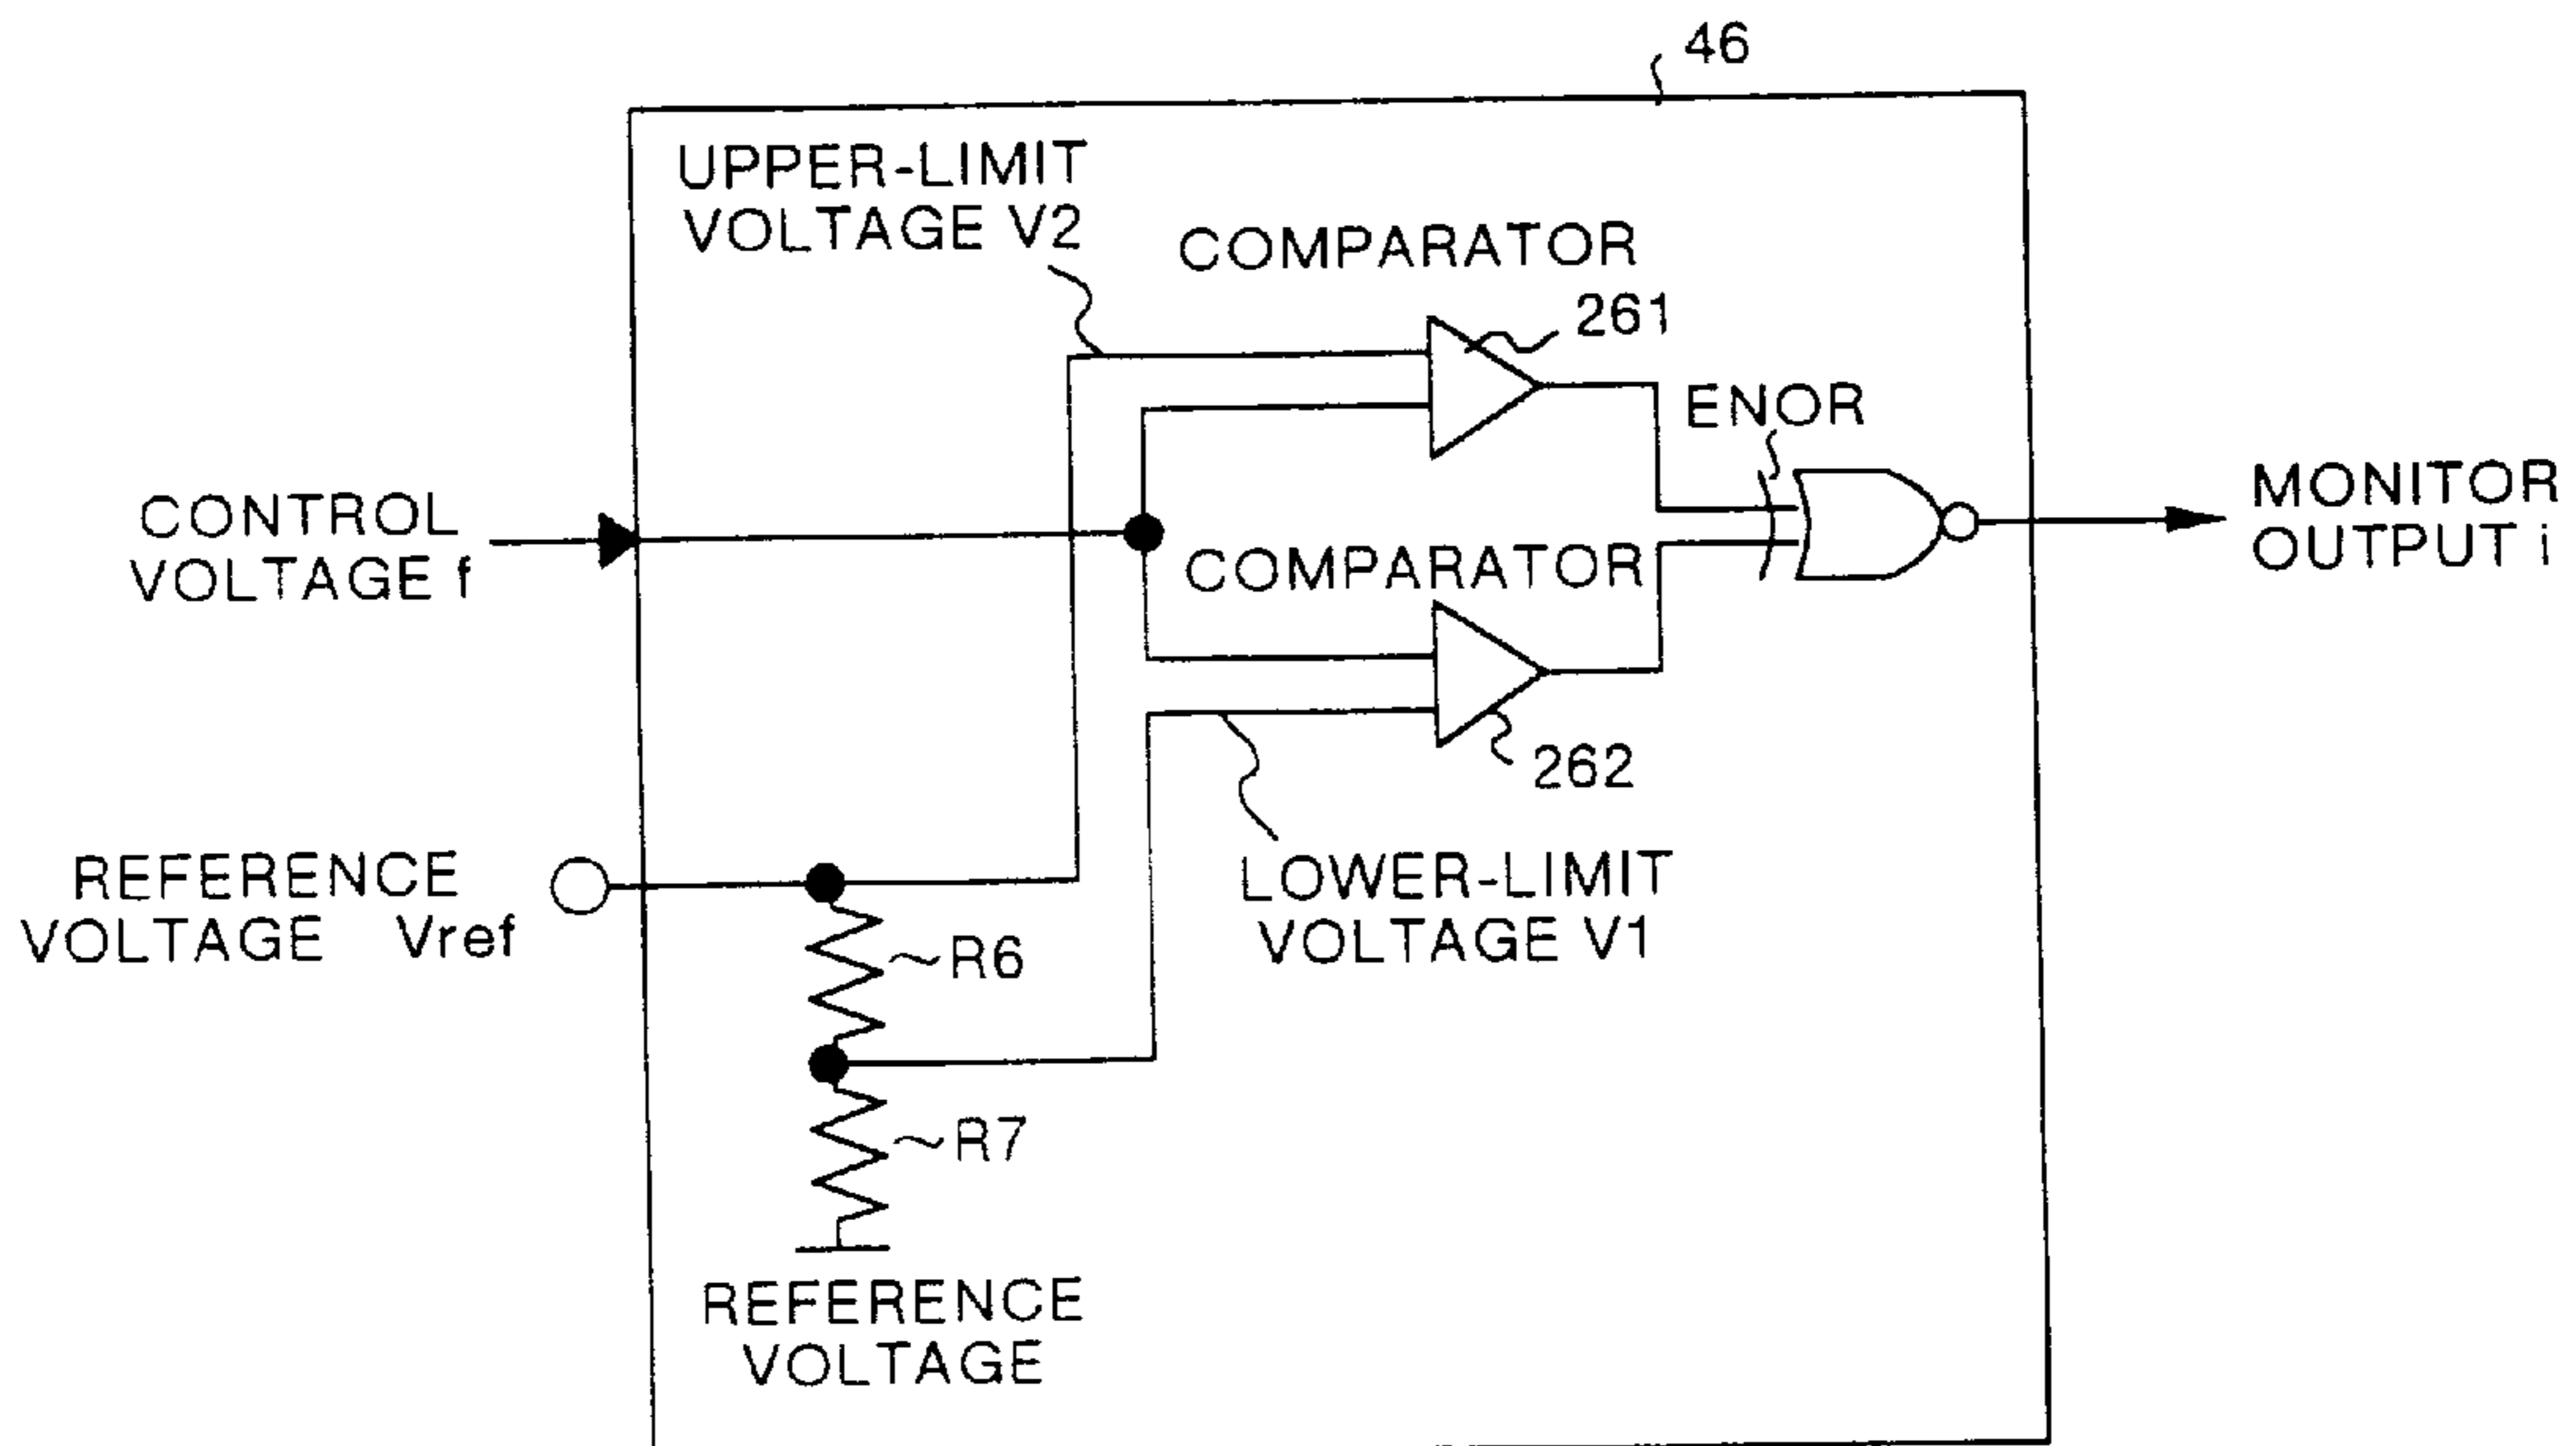 46
UPPER-LIMIT
VOLTAGE V2
COMPARATOR
261
ENOR
CONTROL
VOLTAGE f
MONITOR
OUTPUT i
COMPARATOR
262
REFERENCE
VOLTAGE Vref
LOWER-LIMIT
VOLTAGE V1
R6
R7
REFERENCE
VOLTAGE